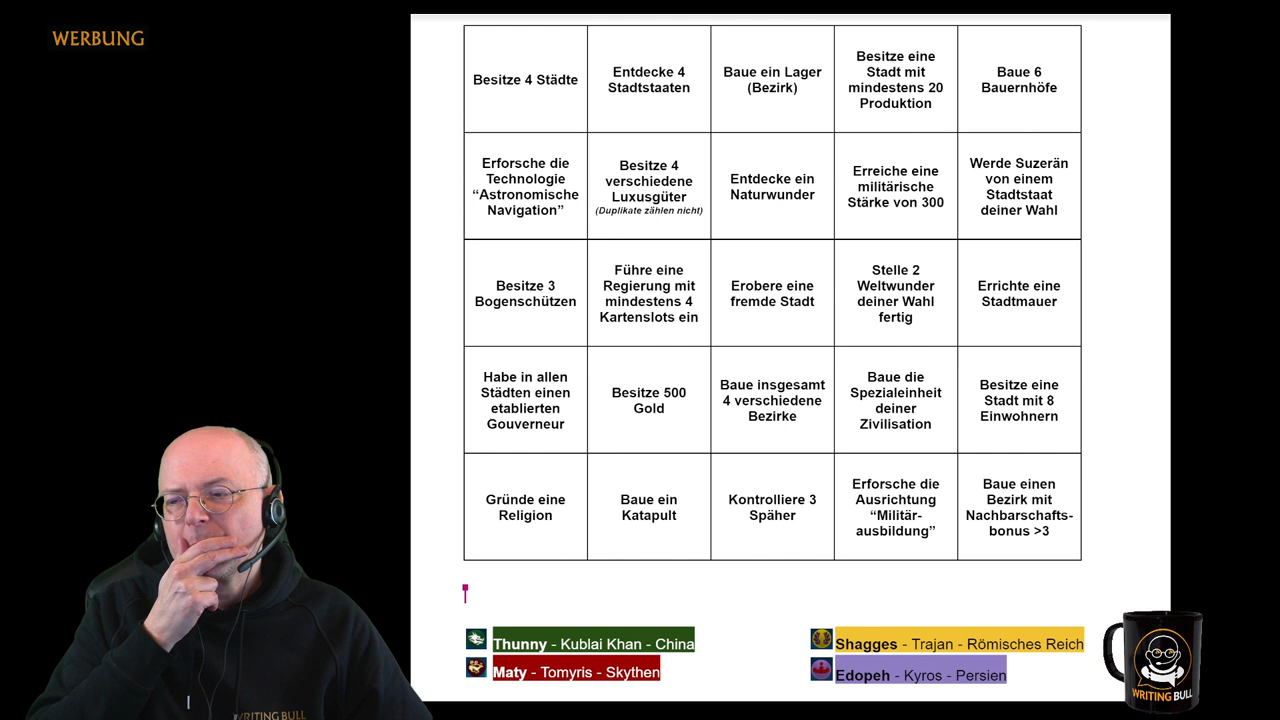 WERBUNG
Besitze 4 Städte
Entdecke 4
Stadtstaaten
Baue ein Lager
(Bezirk)
Besitze eine
Stadt mit
mindestens 20
Produktion
Baue 6
Bauernhöfe
Erforsche die
Technologie
“Astronomische
Navigation”
Besitze 4
verschiedene
Luxusgüter
(Duplikate zählen nicht)
Entdecke ein
Naturwunder
Erreiche eine
militärische
Stärke von 300
Werde Suzerän
von einem
Stadtstaat
deiner Wahl
Besitze 3
Bogenschützen
Führe eine
Regierung mit
mindestens 4
Kartenslots ein
Erobere eine
fremde Stadt
Stelle 2
Weltwunder
deiner Wahl
fertig
Errichte eine
Stadtmauer
Habe in allen
Städten einen
etablierten
Gouverneur
Besitze 500
Gold
Baue insgesamt
4 verschiedene
Bezirke
Baue die
Spezialeinheit
deiner
Zivilisation
Besitze eine
Stadt mit 8
Einwohnern
Gründe eine
Religion
Baue ein
Katapult
Kontrolliere 3
Späher
Erforsche die
Ausrichtung
“Militär-
ausbildung”
Baue einen
Bezirk mit
Nachbarschafts-
bonus >3
Thunny - Kublai Khan - China
Maty - Tomyris - Skythen
Shagges - Trajan - Römisches Reich
Edopeh - Kyros - Persien
WRITING BULL
WRITING BULL